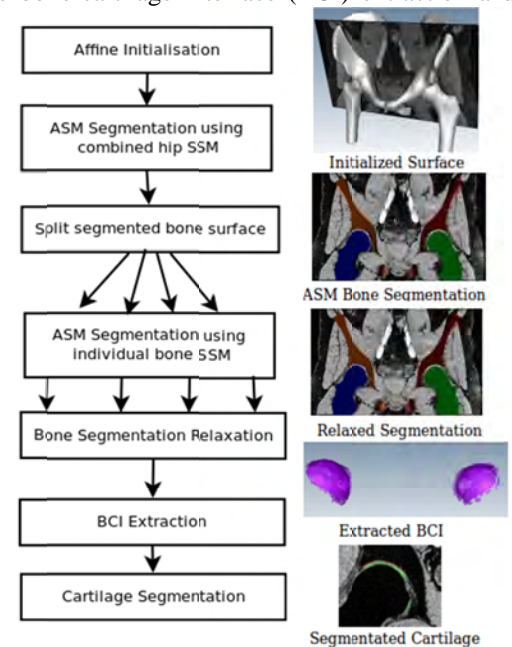 Affine Initialisation
ASM Segmentation using
combined hip SSM
Split segmented bone surface
ASM Segmentation using
individual bone SSM
Bone Segmentation Relaxation
BCI Extraction
Cartilage Segmentation
Initialized Surface
ASM Bone Segmentation
Relaxed Segmentation
Extracted BCI
Segmentated Cartilage